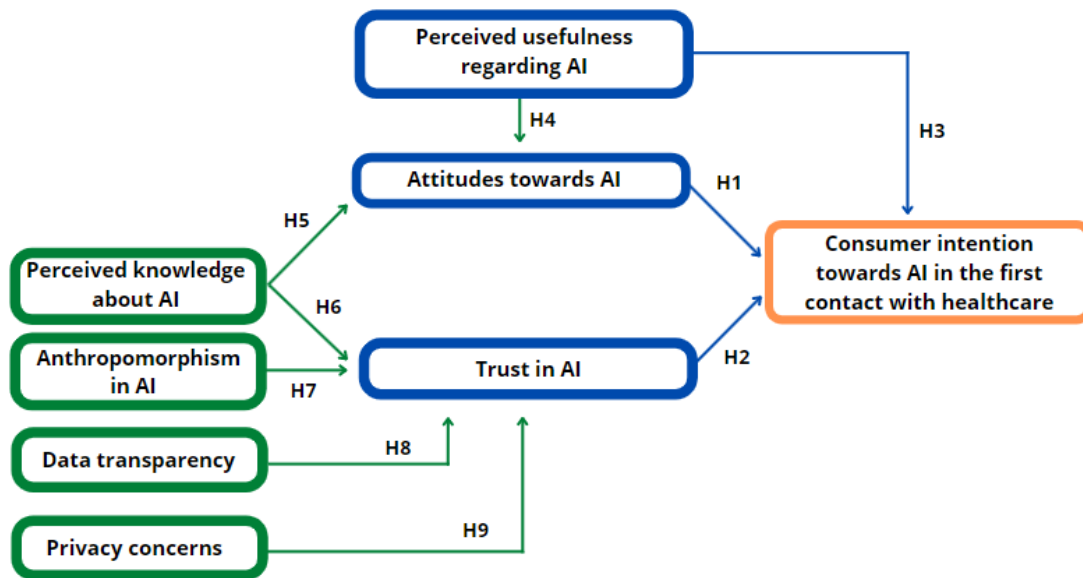 Perceived usefulness
regarding AI
H4
H3
Attitudes towards AI
H1
H5
Consumer intention
towards AI in the first
contact with healthcare
Perceived knowledge
about AI
H6
Anthropomorphism
in AI
H7
Trust in AI
H2
Data transparency
H8
Privacy concerns
H9